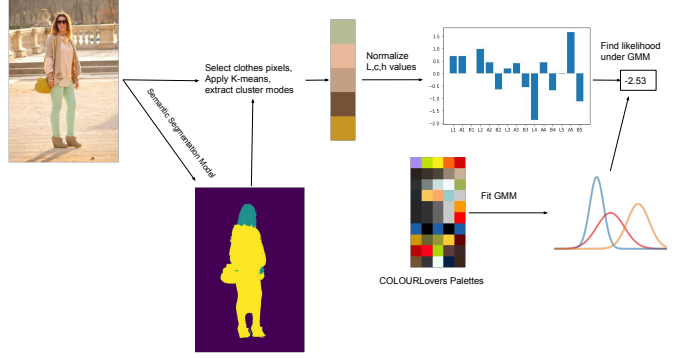 Select clothes pixels,
Apply K-means,
extract cluster modes
Semantic Segmentation Model
Normalize
L,c,h values
1.5
1.0
0.5
0.0
−0.5
−1.0
−1.5
−2.0
L1 A1 B1 L2 A2 B2 L3 A3 B3 L4 A4 B4 L5 A5 B5
Find likelihood
under GMM
-2.53
Fit GMM
COLOURLovers Palettes